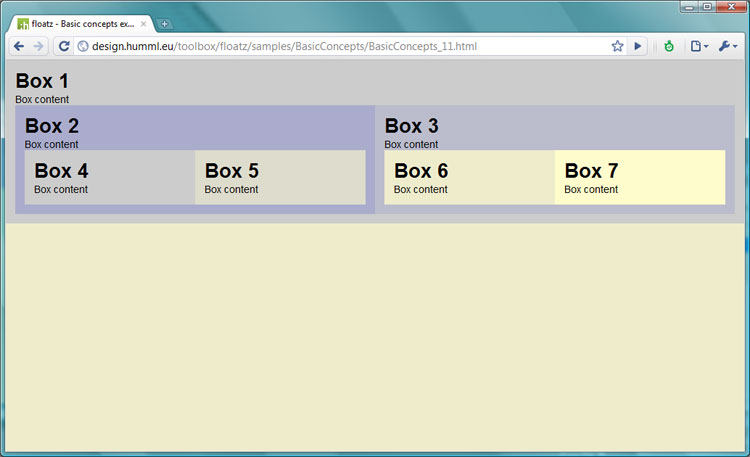 floatz - Basic concepts ex...
design.humml.eu/toolbox/floatz/samples/BasicConcepts/BasicConcepts_11.html
Box 1
Box content
Box 2
Box content
Box 3
Box content
Box 4
Box content
Box 5
Box content
Box 6
Box content
Box 7
Box content